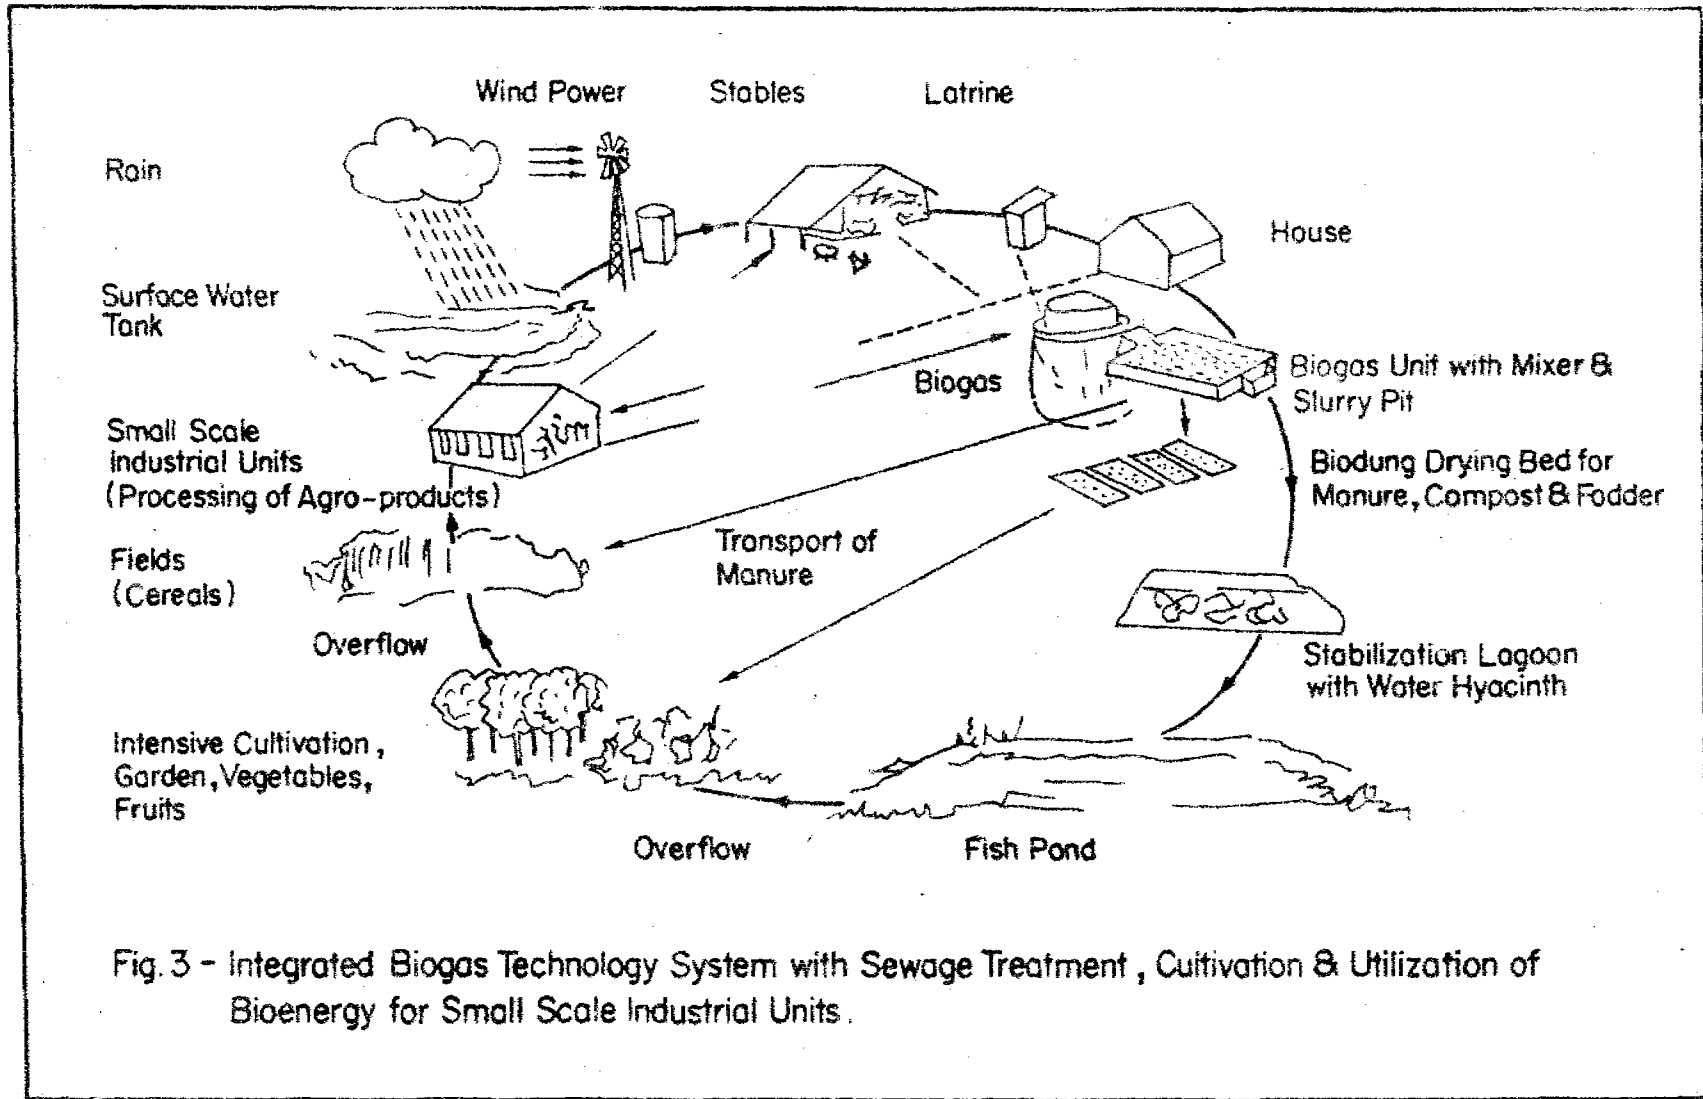 Wind Power
Stables
Latrine
Rain
House
Surface Water
Tank
Biogas
Biogas Unit with Mixer &
Slurry Pit
Small Scale
Industrial Units
(Processing of Agro-products)
Biodung Drying Bed for
Manure, Compost & Fodder
Fields
(Cereals)
Transport of
Manure
Overflow
Stabilization Lagoon
with Water Hyacinth
Intensive Cultivation,
Garden, Vegetables,
Fruits
Overflow
Fish Pond
Fig. 3 - Integrated Biogas Technology System with Sewage Treatment, Cultivation & Utilization of
Bioenergy for Small Scale Industrial Units.